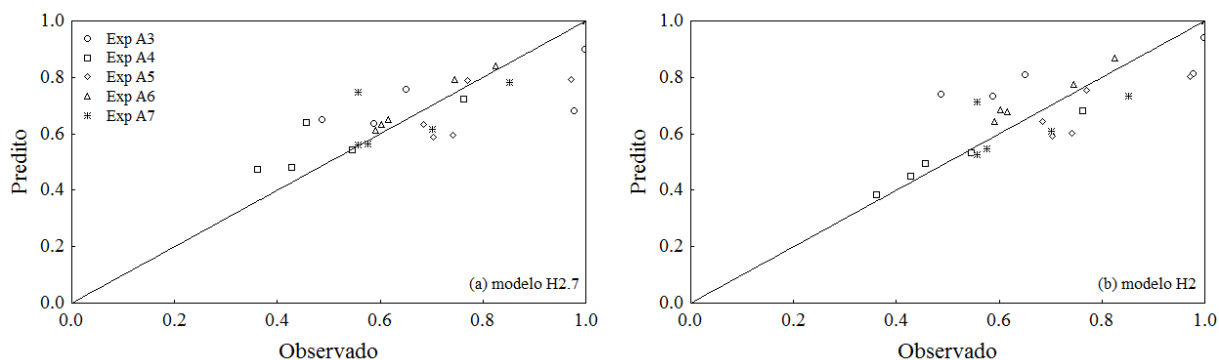 1.0
0.8
0.6
0.4
0.2
0.0
Predito
Exp A3
Exp A4
Exp A5
Exp A6
Exp A7
(a) modelo H2.7
0.0 0.2 0.4 0.6 0.8 1.0
Observado
1.0
0.8
0.6
0.4
0.2
0.0
Predito
(b) modelo H2
0.0 0.2 0.4 0.6 0.8 1.0
Observado